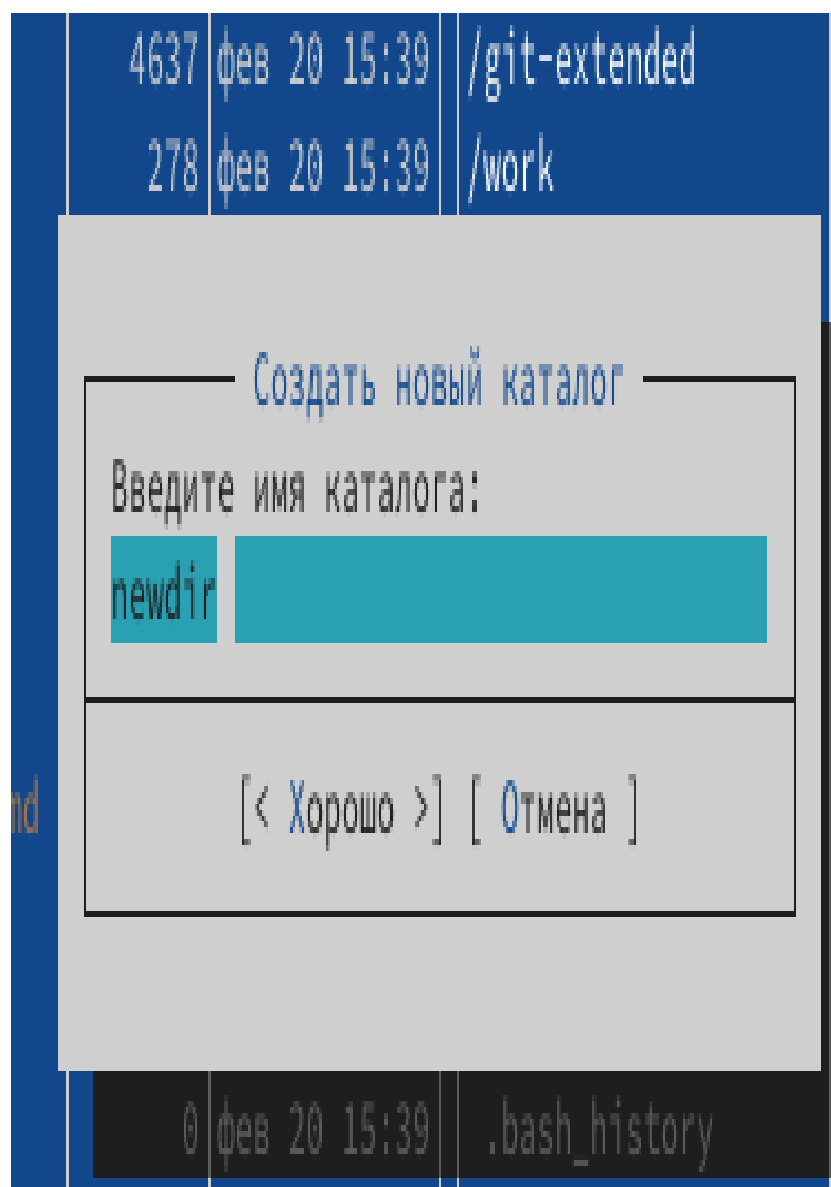 4637 фев 20 15:39 /git-extended
278 фев 20 15:39 /work
Создать новый каталог
Введите имя каталога:
newdir
nd [< Хорошо >] [ Отмена ]
0 фев 20 15:39 .bash_history